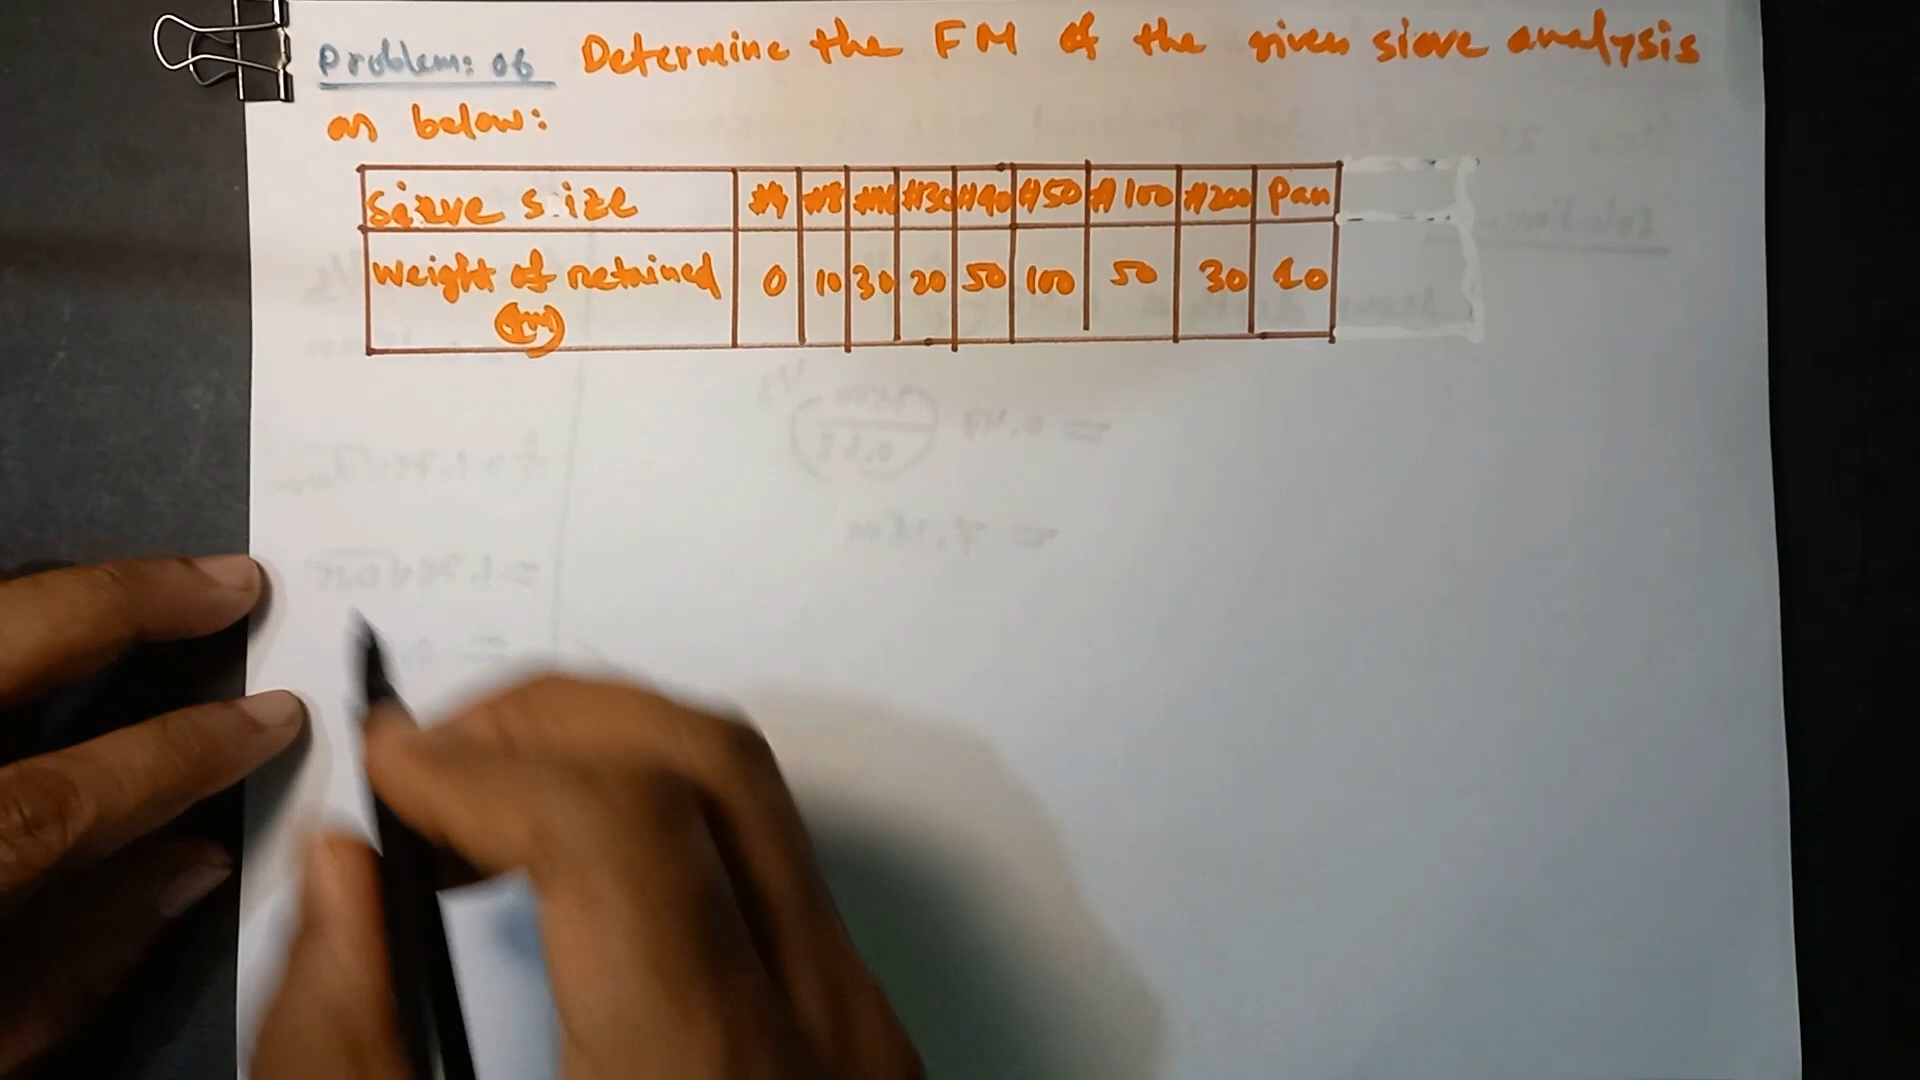 Problem: 06 Determine the FM of the given sieve analysis
as below:
Sieve size #4 #8 #16 #30 #40 #50 #100 #200 Pan
Weight of retained 0 10 30 20 50 100 50 30 10
(gm)